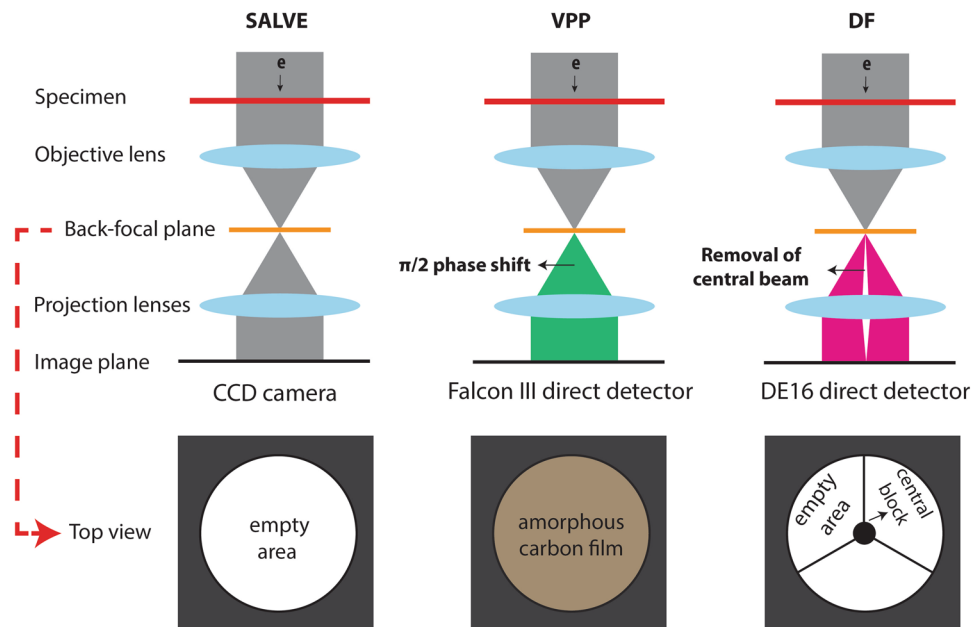 SALVE
VPP
DF
e
e
e
Specimen
Objective lens
Back-focal plane
π/2 phase shift
Removal of
central beam
Projection lenses
Image plane
CCD camera
Falcon III direct detector
DE16 direct detector
Top view
empty
area
amorphous
carbon film
empty
area
central
block